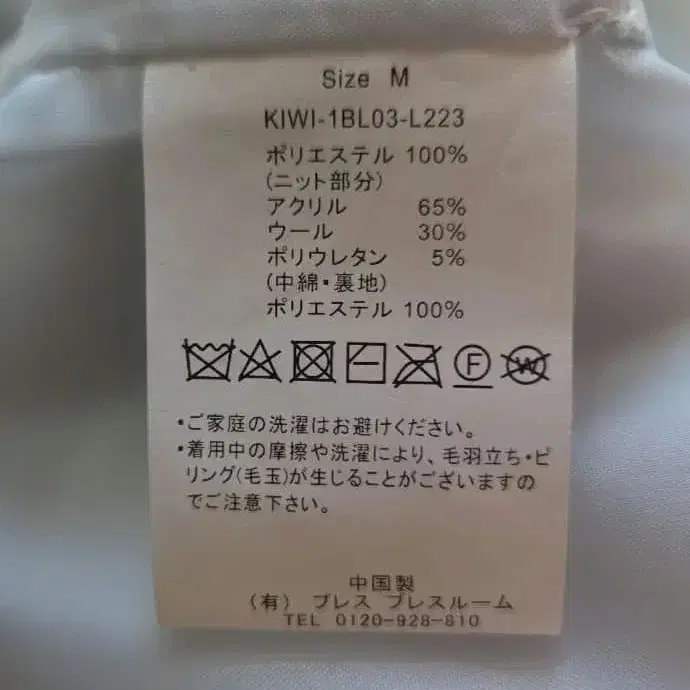 Size M
KIWI-1BL03-L223
ポリエステル 100%
(ニット部分)
アクリル 65%
ウール 30%
ポリウレタン 5%
(中綿・裏地)
ポリエステル 100%
F W
・ご家庭の洗濯はお避けください。
・着用中の摩擦や洗濯により、毛羽立ち・ピ
リング(毛玉)が生じることがございますの
でご注意下さい。
中国製
(有) プレス プレスルーム
TEL 0120-928-810